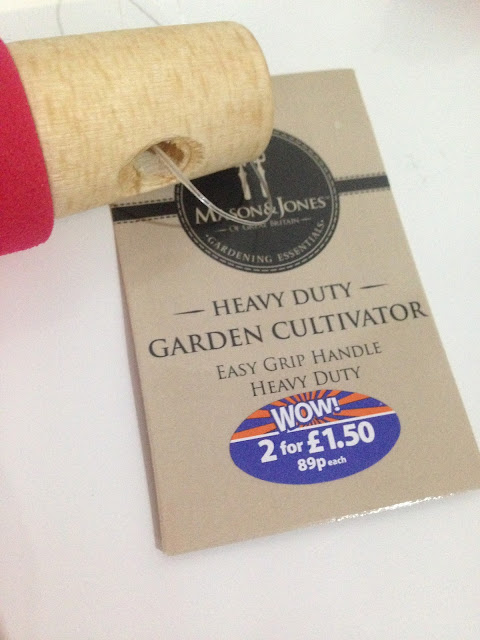 MASON&JONES
OF GREAT BRITAIN
GARDENING ESSENTIALS
HEAVY DUTY
GARDEN CULTIVATOR
EASY GRIP HANDLE
HEAVY DUTY
WOW!
2 for £1.50
89p each